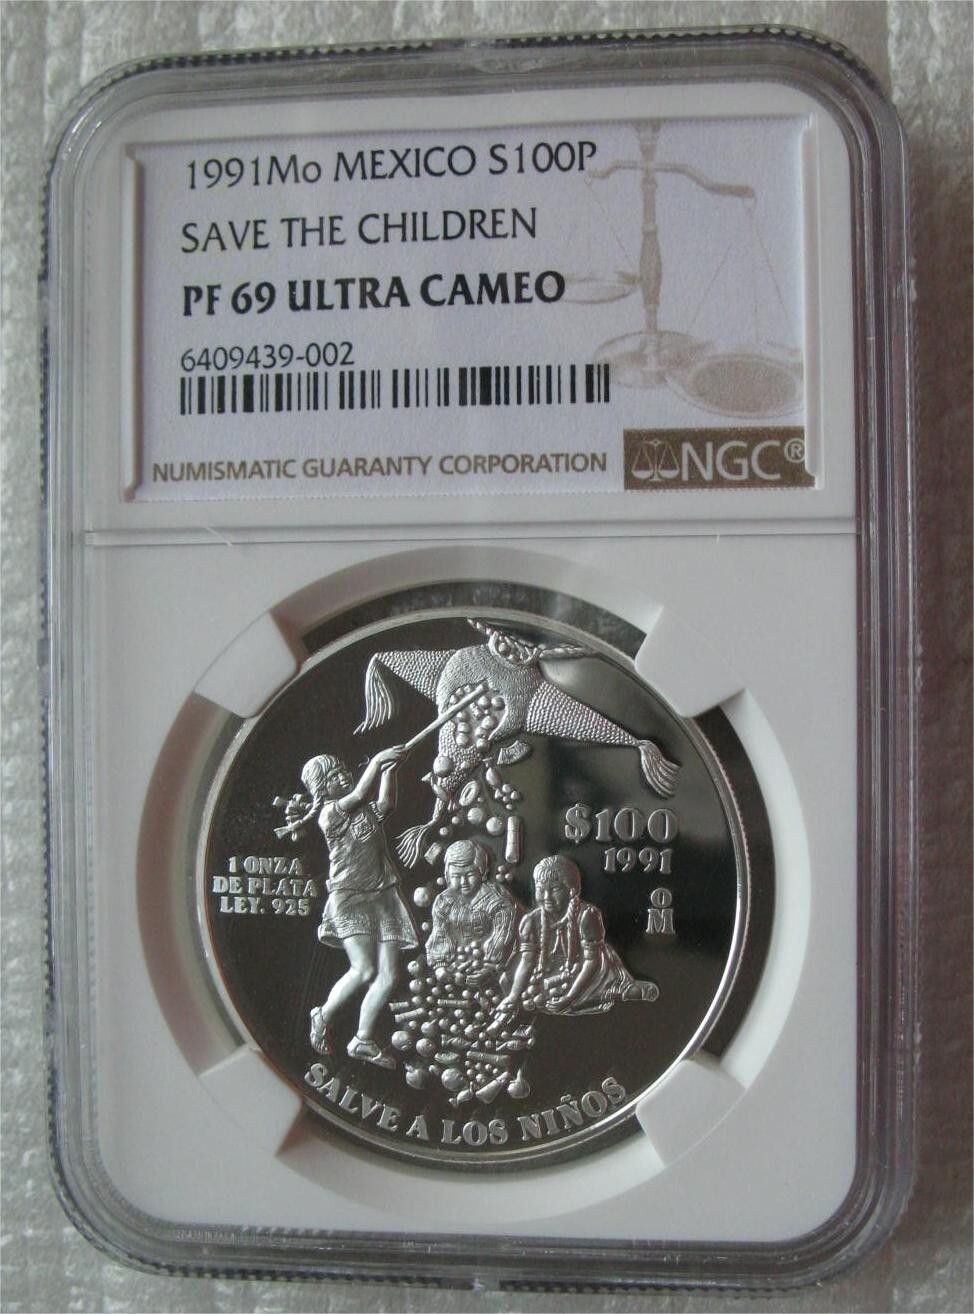 1991Mo MEXICO S100P
SAVE THE CHILDREN
PF 69 ULTRA CAMEO
6409439-002
NUMISMATIC GUARANTY CORPORATION
NGC®
$100
1991
o
M
1 ONZA
DE PLATA
LEY. 925
SALVE A LOS NIÑOS